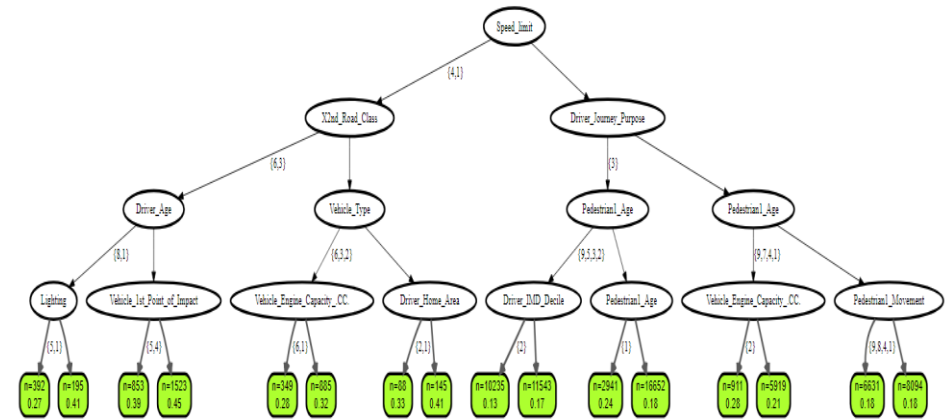 Speed_limit
{4,1}
X2nd_Road_Class
Driver_Journey_Purpose
{6,3}
{3}
Driver_Age
Vehicle_Type
Pedestrian1_Age
Pedestrian1_Age
{8,1}
{6,3,2}
{9,5,3,2}
{9,7,4,1}
Lighting
Vehicle_1st_Point_of_Impact
Vehicle_Engine_Capacity_.CC.
Driver_Home_Area
Driver_IMD_Decile
Pedestrian1_Age
Vehicle_Engine_Capacity_.CC.
Pedestrian1_Movement
{5,1}
{5,4}
{6,1}
{2,1}
{2}
{1}
{2}
{9,8,4,1}
n=392
0.27
n=195
0.41
n=853
0.39
n=1523
0.45
n=349
0.28
n=885
0.32
n=88
0.33
n=145
0.41
n=10235
0.13
n=11543
0.17
n=2941
0.24
n=16652
0.18
n=911
0.28
n=5919
0.21
n=6631
0.18
n=8094
0.18